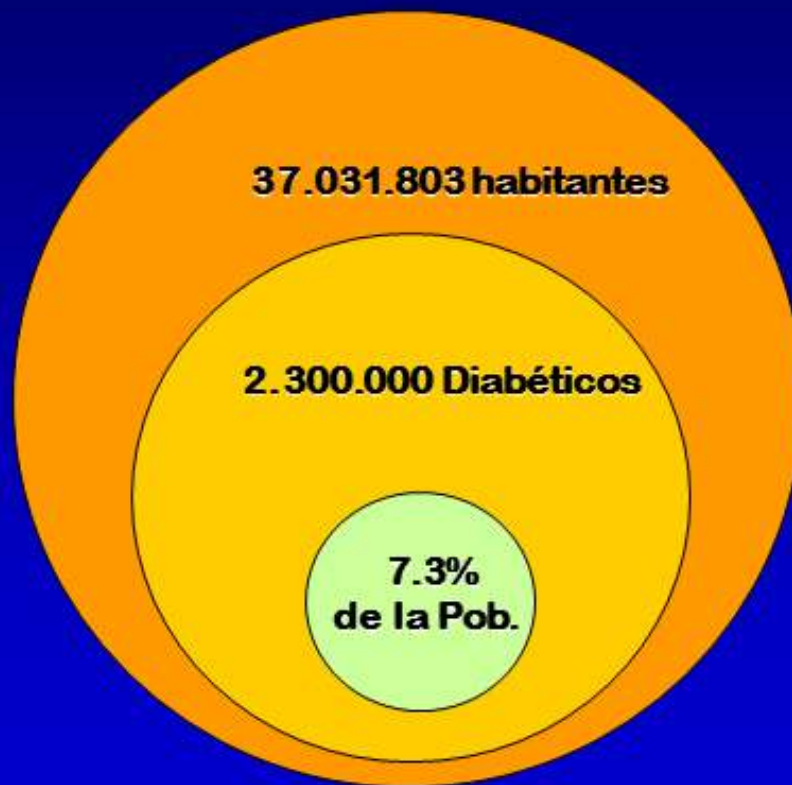 37.031.803 habitantes
2.300.000 Diabéticos
7.3%
de la Pob.